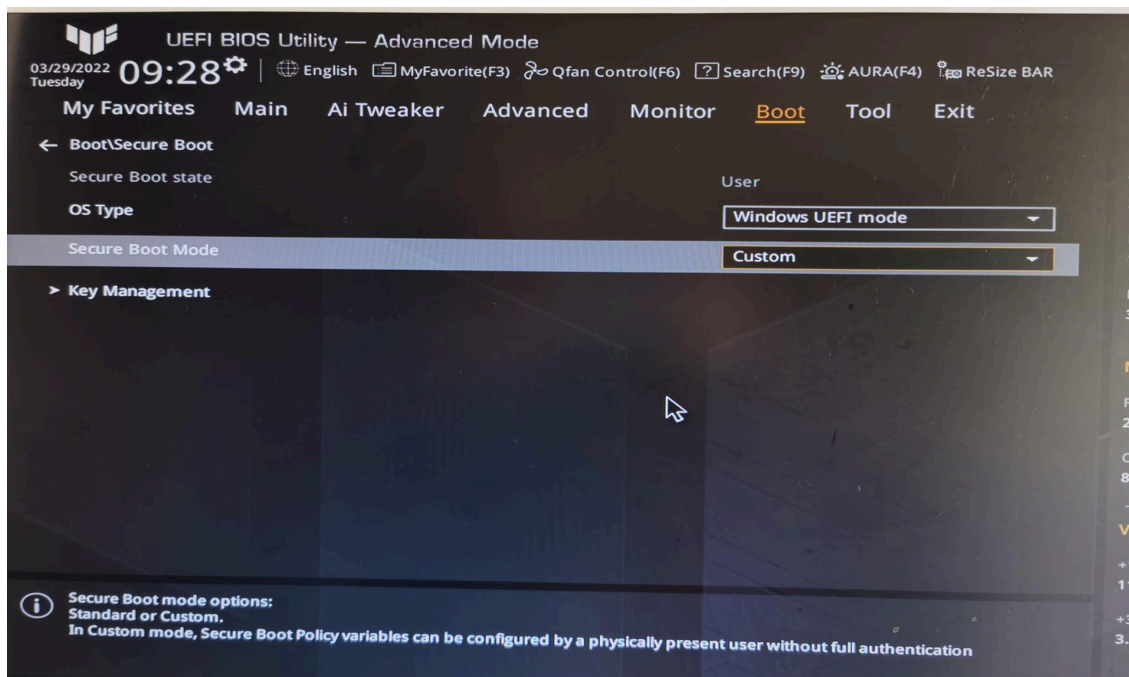 UEFI BIOS Utility — Advanced Mode
03/29/2022 Tuesday 09:28 English MyFavorite(F3) Qfan Control(F6) ? Search(F9) AURA(F4) ReSize BAR
My Favorites Main Ai Tweaker Advanced Monitor Boot Tool Exit
← Boot\Secure Boot
Secure Boot state User
OS Type Windows UEFI mode
Secure Boot Mode Custom
> Key Management
Secure Boot mode options:
Standard or Custom.
In Custom mode, Secure Boot Policy variables can be configured by a physically present user without full authentication